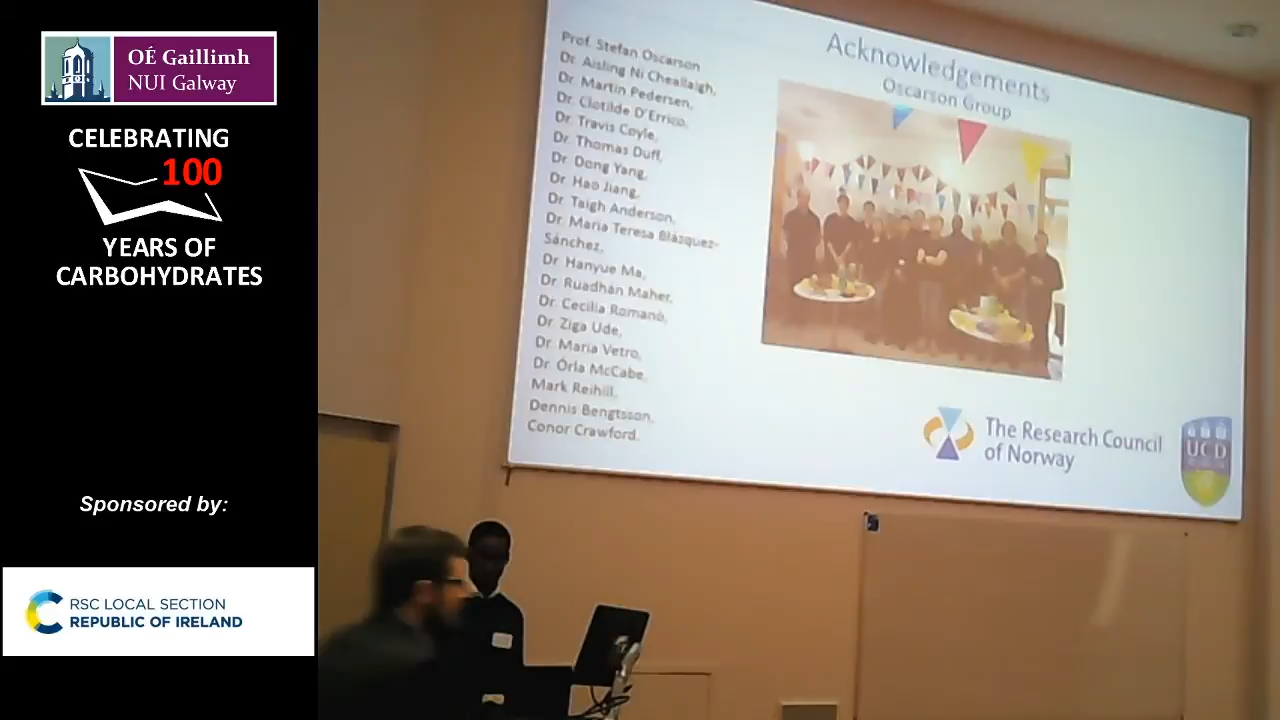 OÉ Gaillimh
NUI Galway
CELEBRATING
100
YEARS OF
CARBOHYDRATES
Sponsored by:
RSC LOCAL SECTION
REPUBLIC OF IRELAND
Acknowledgements
Oscarson Group
Prof. Stefan Oscarson
Dr. Aisling Ni Cheallaigh,
Dr. Martin Pedersen,
Dr. Clotilde D'Errico,
Dr. Travis Coyle,
Dr. Thomas Duff,
Dr. Dong Yang,
Dr. Hao Jiang,
Dr. Taigh Anderson,
Dr. Maria Teresa Blázquez-
Sánchez,
Dr. Hanyue Ma,
Dr. Ruadhán Maher,
Dr. Cecilia Romanò,
Dr. Ziga Ude,
Dr. Maria Vetro,
Dr. Órla McCabe,
Mark Reihill,
Dennis Bengtsson,
Conor Crawford.
The Research Council
of Norway
UCD